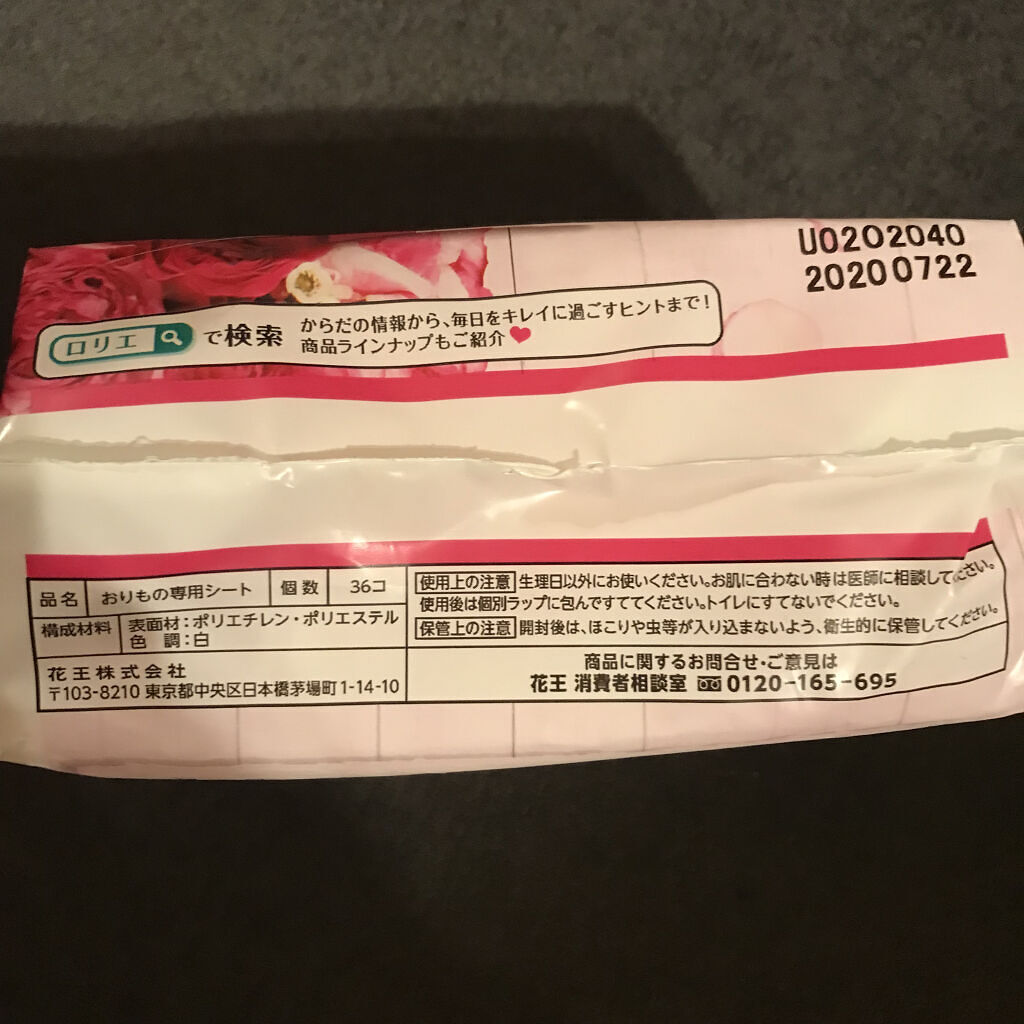 U0202040
20200722
ロリエ で検索
からだの情報から、毎日をキレイに過ごすヒントまで!
商品ラインナップもご紹介♥
品名 おりもの専用シート 個数 36コ
構成材料 表面材:ポリエチレン・ポリエステル
色 調:白
花王株式会社
〒103-8210 東京都中央区日本橋茅場町1-14-10
使用上の注意 生理日以外にお使いください。お肌に合わない時は医師に相談してください。
使用後は個別ラップに包んですててください。トイレにすてないでください。
保管上の注意 開封後は、ほこりや虫等が入り込まないよう、衛生的に保管してください。
商品に関するお問合せ・ご意見は
花王 消費者相談室 0120-165-695